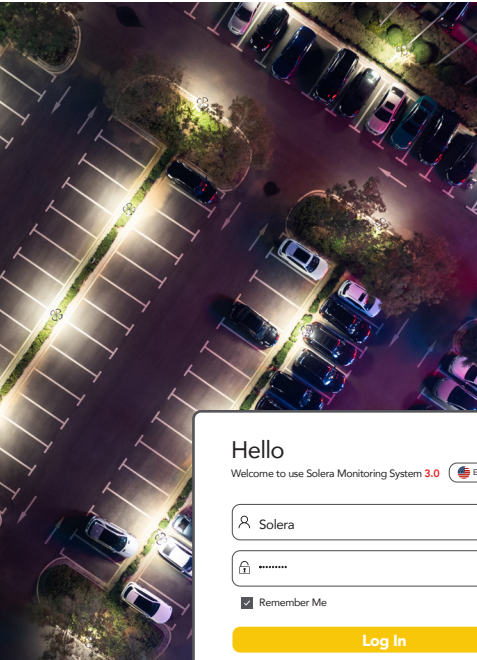 Hello
Welcome to use Solera Monitoring System 3.0
Solera
Remember Me
Log In